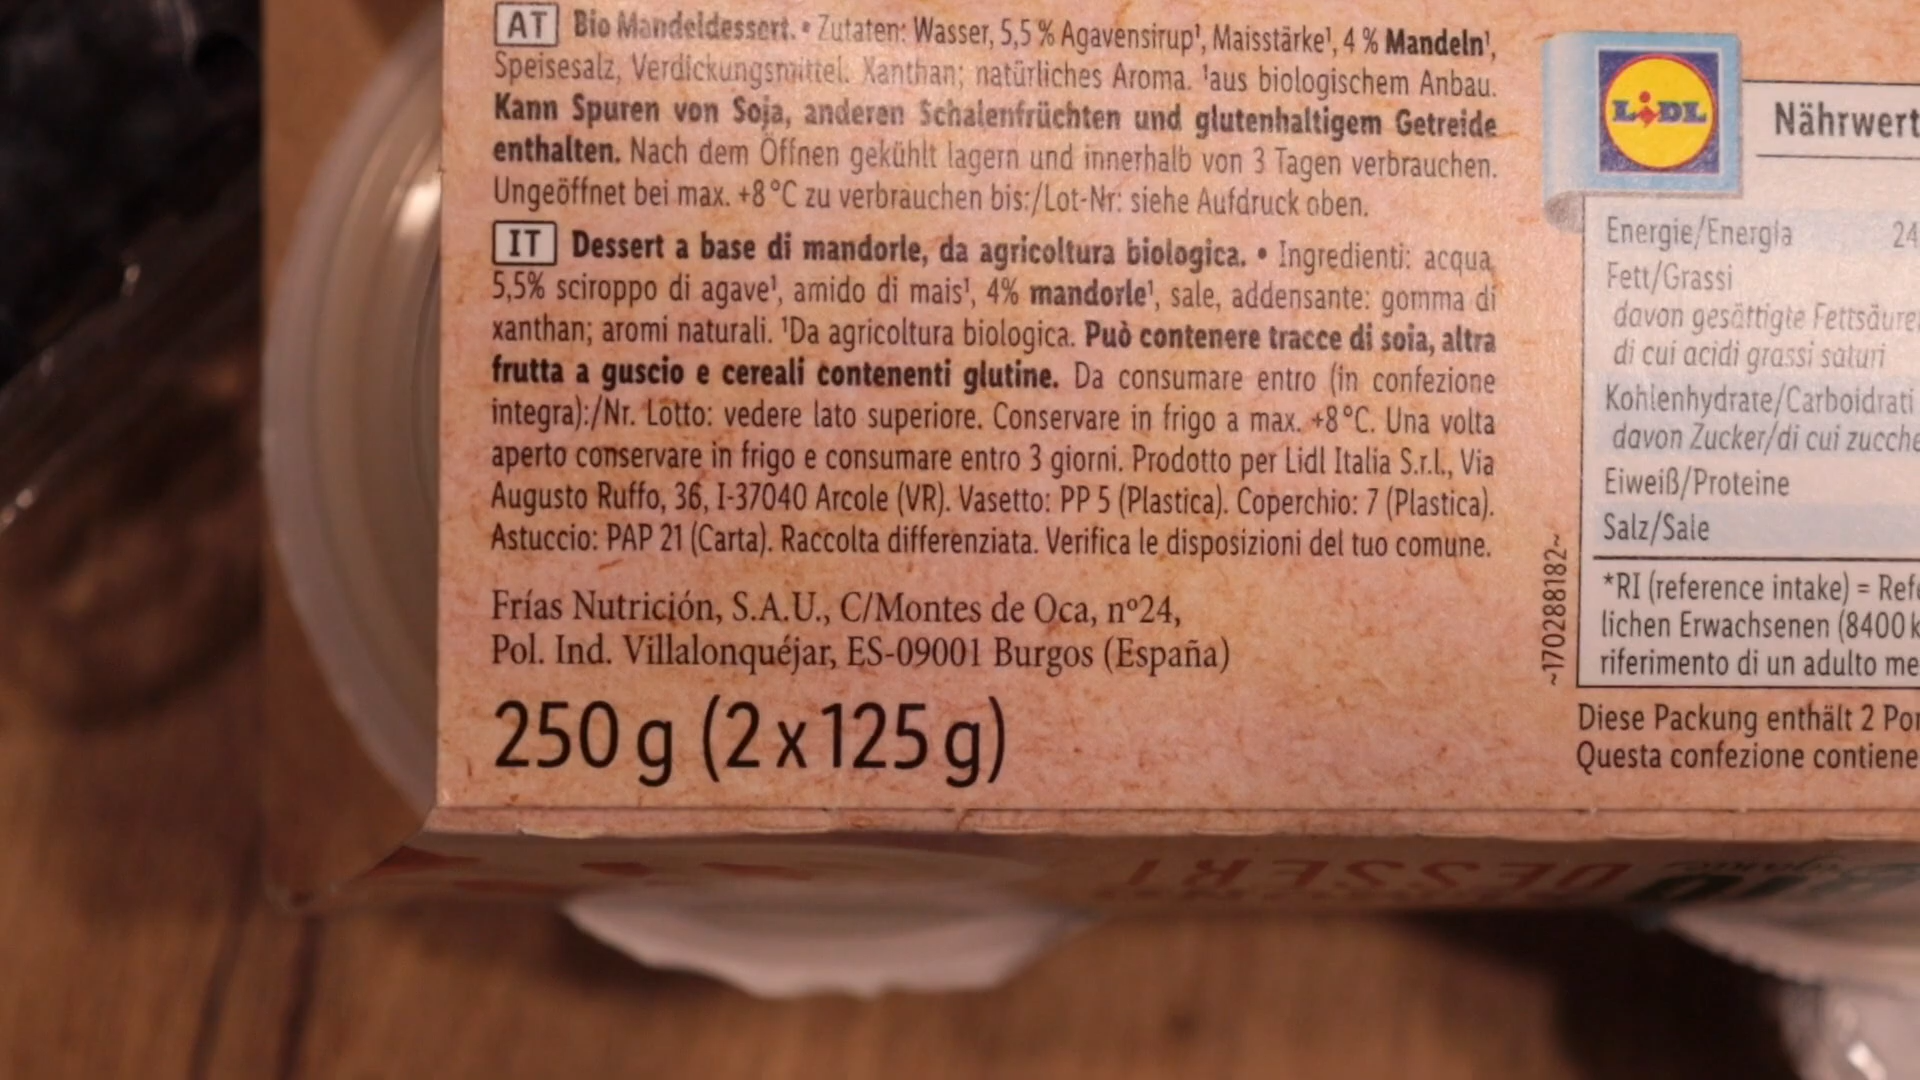 AT Bio Mandeldessert. • Zutaten: Wasser, 5,5 % Agavensirup¹, Maisstärke¹, 4 % Mandeln¹,
Speisesalz, Verdickungsmittel: Xanthan; natürliches Aroma. ¹aus biologischem Anbau.
Kann Spuren von Soja, anderen Schalenfrüchten und glutenhaltigem Getreide
enthalten. Nach dem Öffnen gekühlt lagern und innerhalb von 3 Tagen verbrauchen.
Ungeöffnet bei max. +8°C zu verbrauchen bis:/Lot-Nr: siehe Aufdruck oben.
IT Dessert a base di mandorle, da agricoltura biologica. • Ingredienti: acqua,
5,5% sciroppo di agave¹, amido di mais¹, 4% mandorle¹, sale, addensante: gomma di
xanthan; aromi naturali. ¹Da agricoltura biologica. Può contenere tracce di soia, altra
frutta a guscio e cereali contenenti glutine. Da consumare entro (in confezione
integra):/Nr. Lotto: vedere lato superiore. Conservare in frigo a max. +8°C. Una volta
aperto conservare in frigo e consumare entro 3 giorni. Prodotto per Lidl Italia S.r.l., Via
Augusto Ruffo, 36, I-37040 Arcole (VR). Vasetto: PP 5 (Plastica). Coperchio: 7 (Plastica).
Astuccio: PAP 21 (Carta). Raccolta differenziata. Verifica le disposizioni del tuo comune.
Frías Nutrición, S.A.U., C/Montes de Oca, nº24,
Pol. Ind. Villalonquéjar, ES-09001 Burgos (España)
250 g (2 x 125 g)
~170288182~
LIDL
Nährwert
Energie/Energia 24
Fett/Grassi
davon gesättigte Fettsäure
di cui acidi grassi saturi
Kohlenhydrate/Carboidrati
davon Zucker/di cui zucche
Eiweiß/Proteine
Salz/Sale
*RI (reference intake) = Refe
lichen Erwachsenen (8400 k
riferimento di un adulto me
Diese Packung enthält 2 Por
Questa confezione contiene
DESSERT
BIO